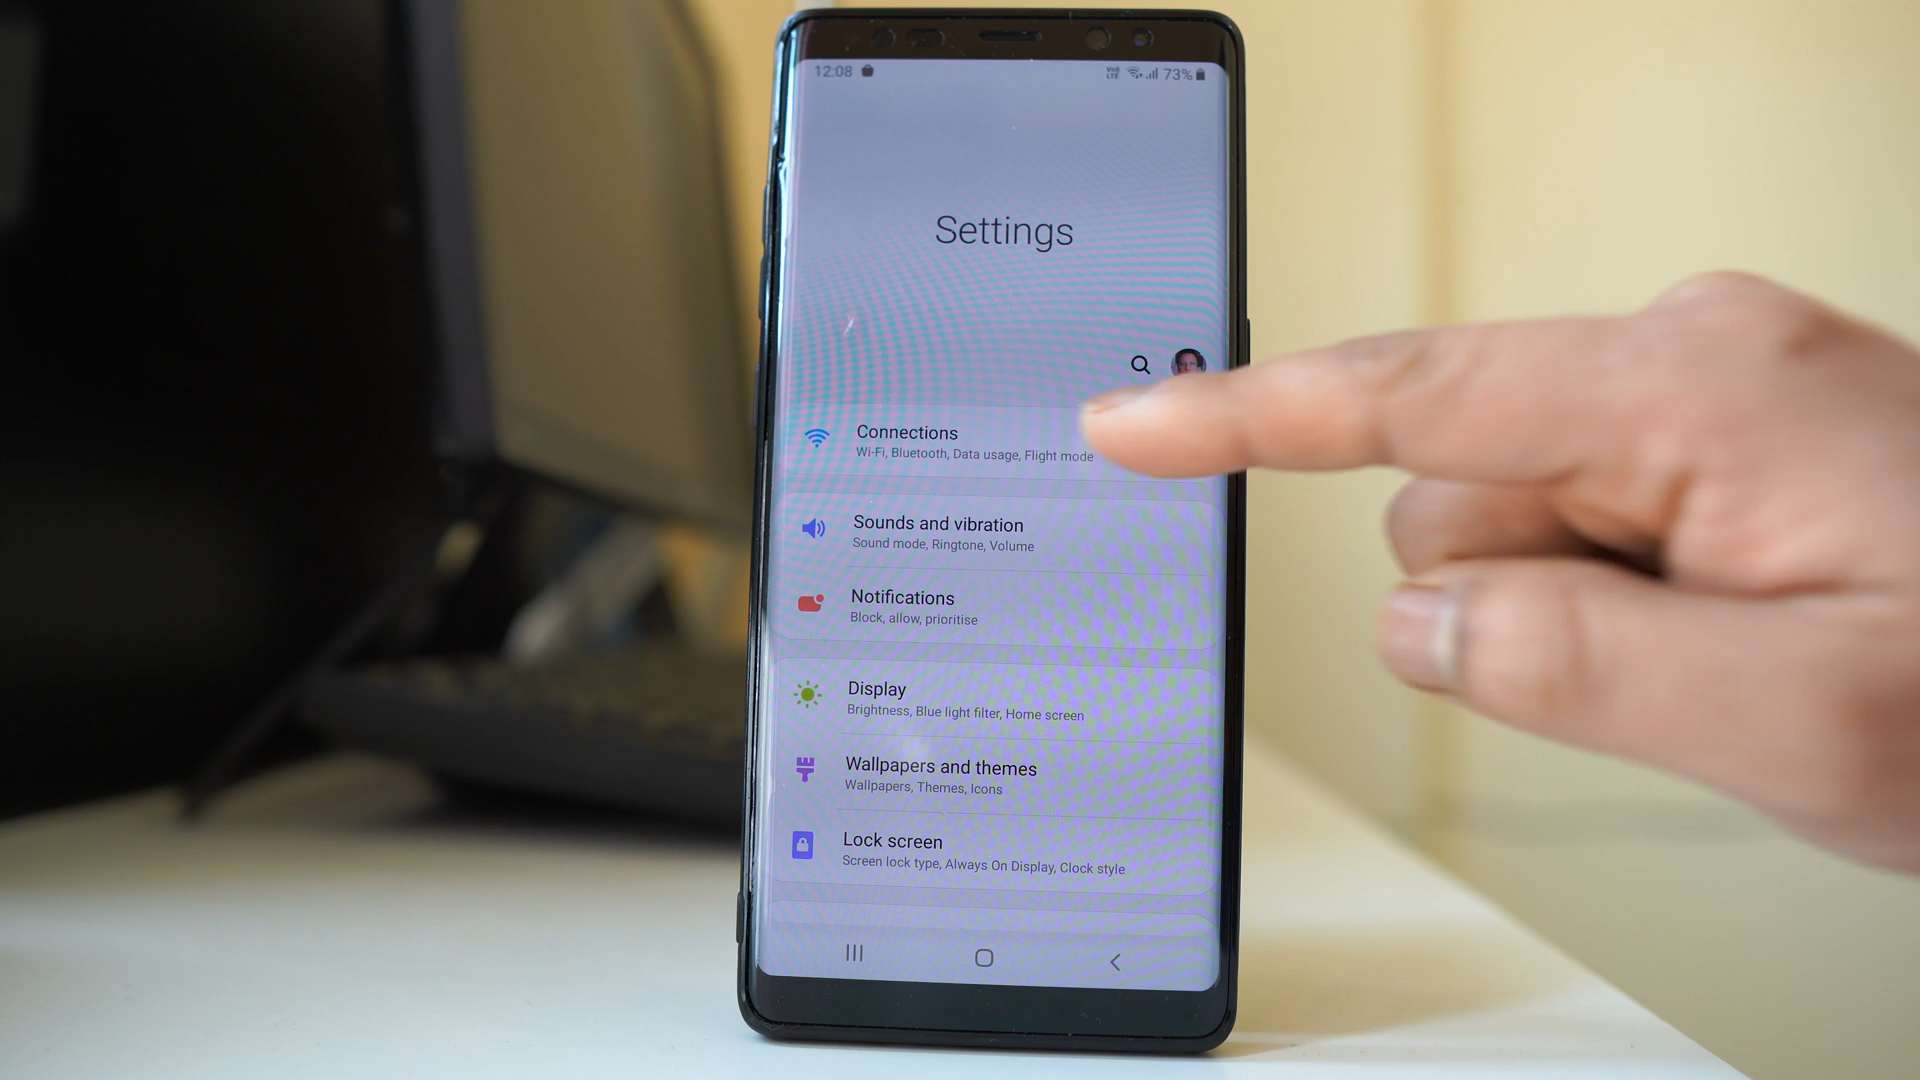 12:08 Vo) LTE 73%
Settings
Connections
Wi-Fi, Bluetooth, Data usage, Flight mode
Sounds and vibration
Sound mode, Ringtone, Volume
Notifications
Block, allow, prioritise
Display
Brightness, Blue light filter, Home screen
Wallpapers and themes
Wallpapers, Themes, Icons
Lock screen
Screen lock type, Always On Display, Clock style